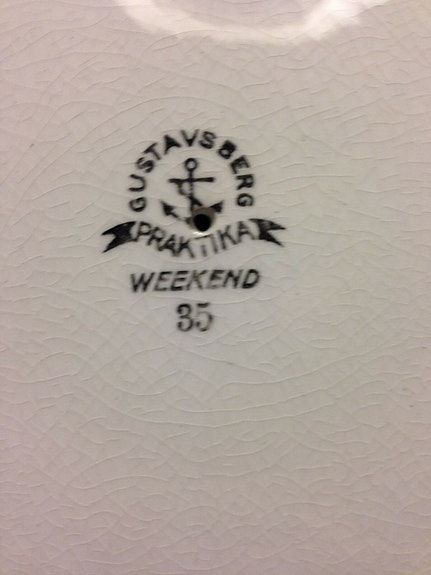 GUSTAVSBERG
PRAKTIKA
WEEKEND
35